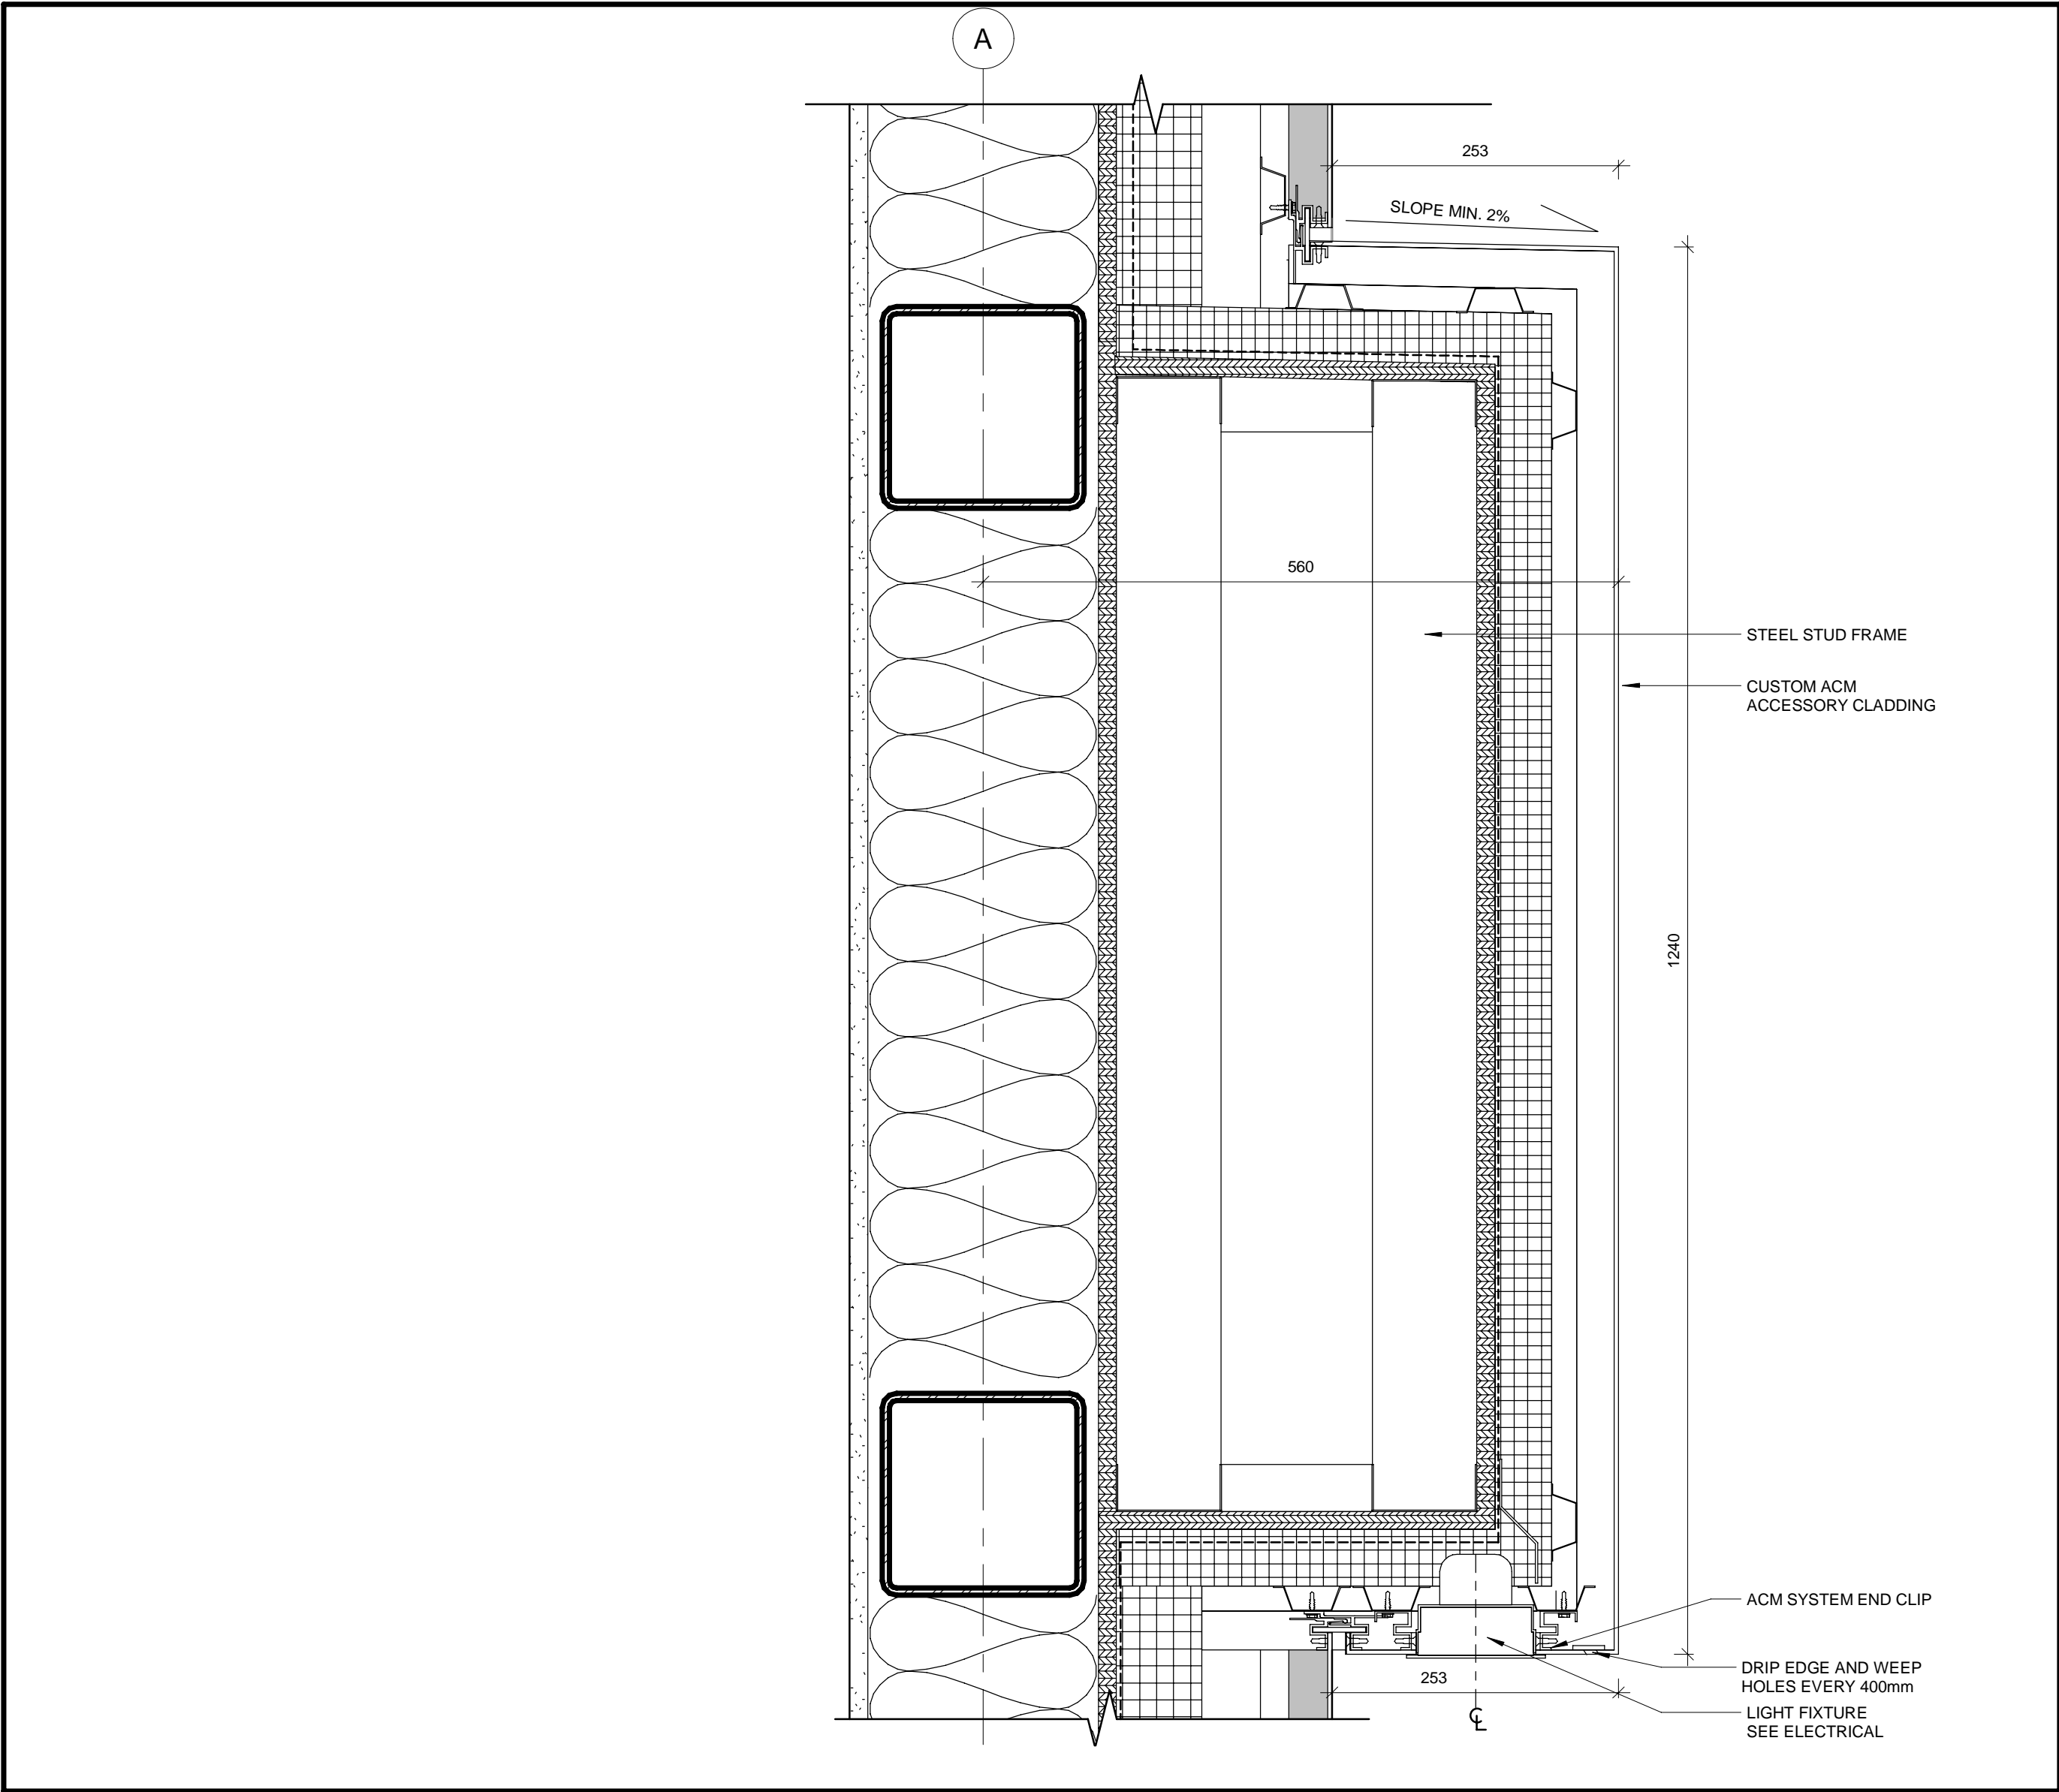 A
253
SLOPE MIN. 2%
560
STEEL STUD FRAME
CUSTOM ACM
ACCESSORY CLADDING
1240
ACM SYSTEM END CLIP
DRIP EDGE AND WEEP
HOLES EVERY 400mm
253
LIGHT FIXTURE
SEE ELECTRICAL
CL